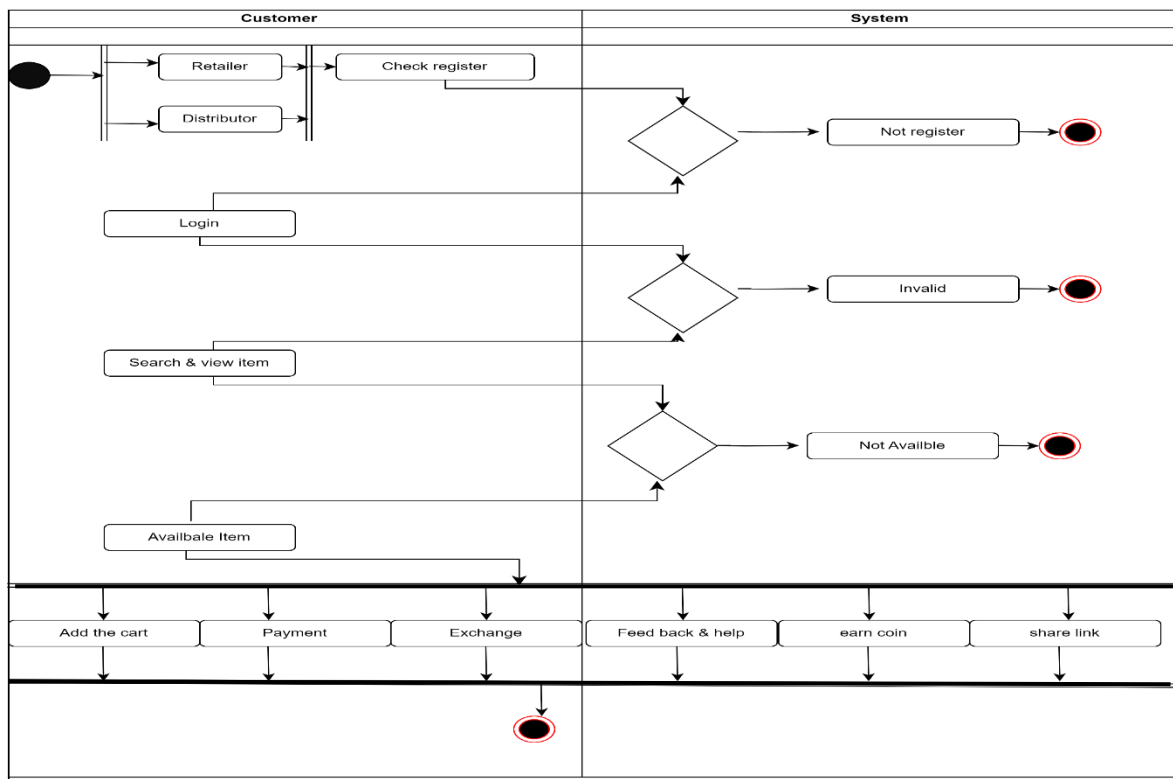 Customer
System
Retailer
Check register
Distributor
Not register
Login
Invalid
Search & view item
Not Availble
Availbale Item
Add the cart
Payment
Exchange
Feed back & help
earn coin
share link